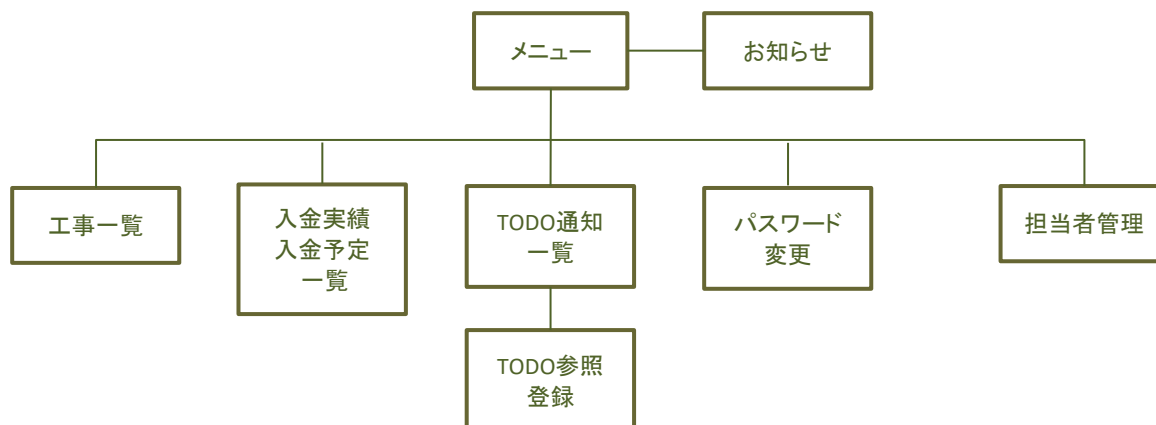 メニュー
お知らせ
工事一覧
入金実績
入金予定
一覧
TODO通知
一覧
パスワード
変更
担当者管理
TODO参照
登録